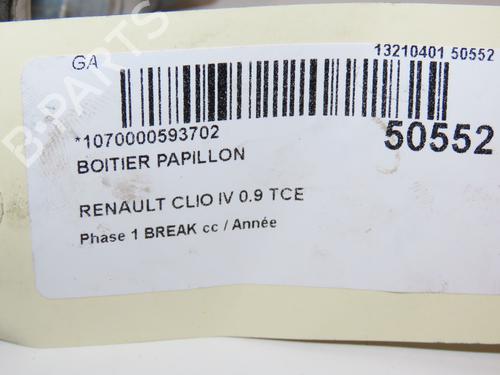 GA
13210401 50552
*1070000593702
50552
BOITIER PAPILLON
RENAULT CLIO IV 0.9 TCE
Phase 1 BREAK cc / Année
B-PARTS